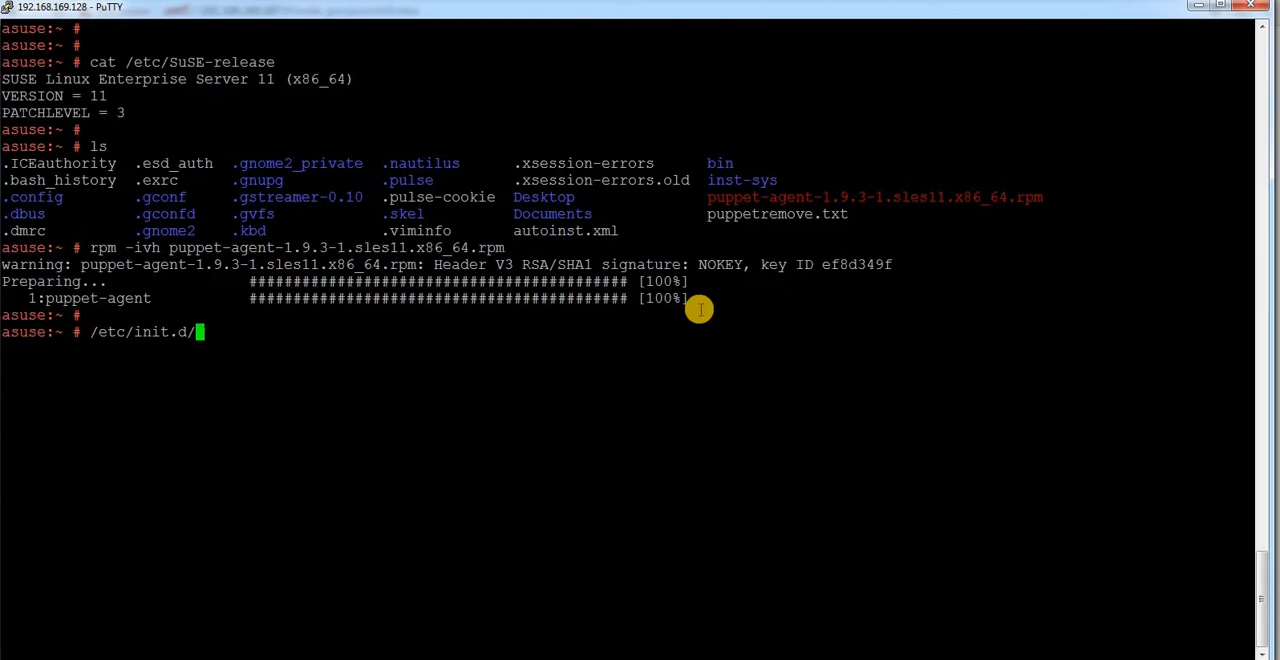 192.168.169.128 - PuTTY
asuse:~ #
asuse:~ #
asuse:~ # cat /etc/SuSE-release
SUSE Linux Enterprise Server 11 (x86_64)
VERSION = 11
PATCHLEVEL = 3
asuse:~ #
asuse:~ # ls
.ICEauthority .esd_auth .gnome2_private .nautilus .xsession-errors bin
.bash_history .exrc .gnupg .pulse .xsession-errors.old inst-sys
.config .gconf .gstreamer-0.10 .pulse-cookie Desktop puppet-agent-1.9.3-1.sles11.x86_64.rpm
.dbus .gconfd .gvfs .skel Documents puppetremove.txt
.dmrc .gnome2 .kbd .viminfo autoinst.xml
asuse:~ # rpm -ivh puppet-agent-1.9.3-1.sles11.x86_64.rpm
warning: puppet-agent-1.9.3-1.sles11.x86_64.rpm: Header V3 RSA/SHA1 signature: NOKEY, key ID ef8d349f
Preparing... ########################################### [100%]
1:puppet-agent ########################################### [100%]
asuse:~ #
asuse:~ # /etc/init.d/